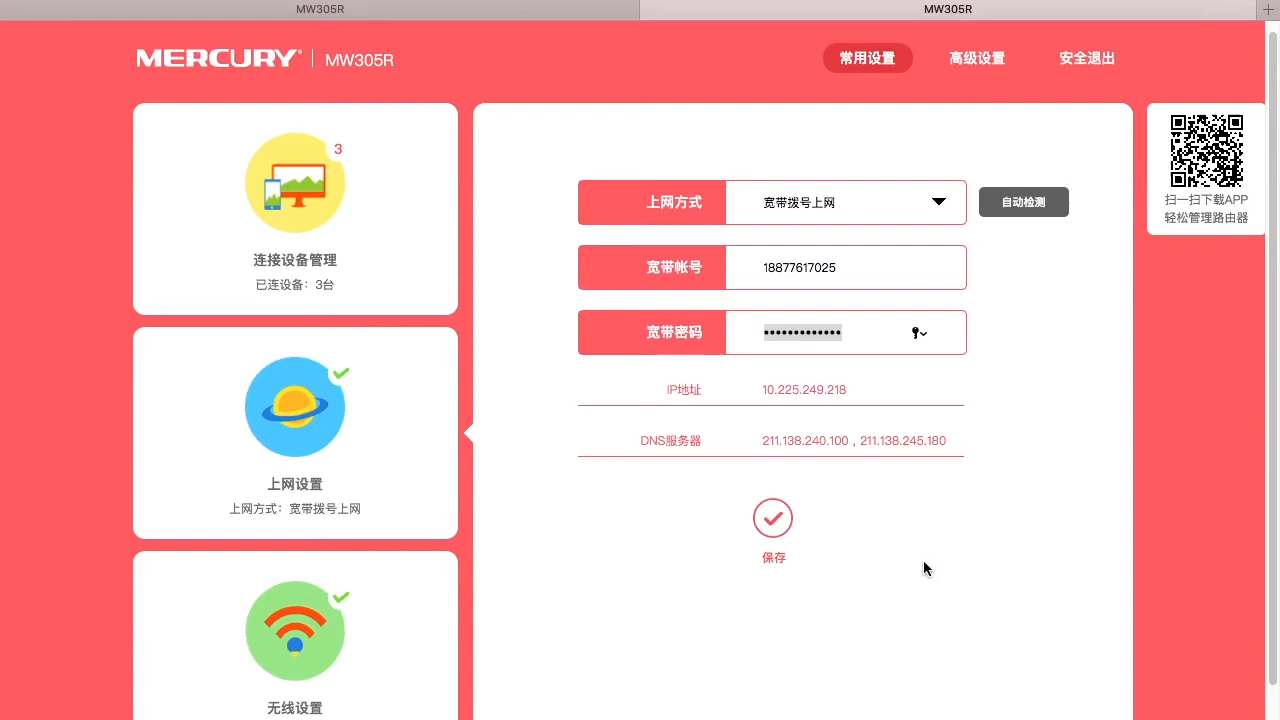 MW305R
MW305R
MERCURY® MW305R
常用设置
高级设置
安全退出
3
连接设备管理
已连设备：3台
上网设置
上网方式：宽带拨号上网
无线设置
上网方式
宽带拨号上网
自动检测
宽带帐号
18877617025
宽带密码
•••••••••••••
IP地址
10.225.249.218
DNS服务器
211.138.240.100 , 211.138.245.180
保存
扫一扫下载APP
轻松管理路由器